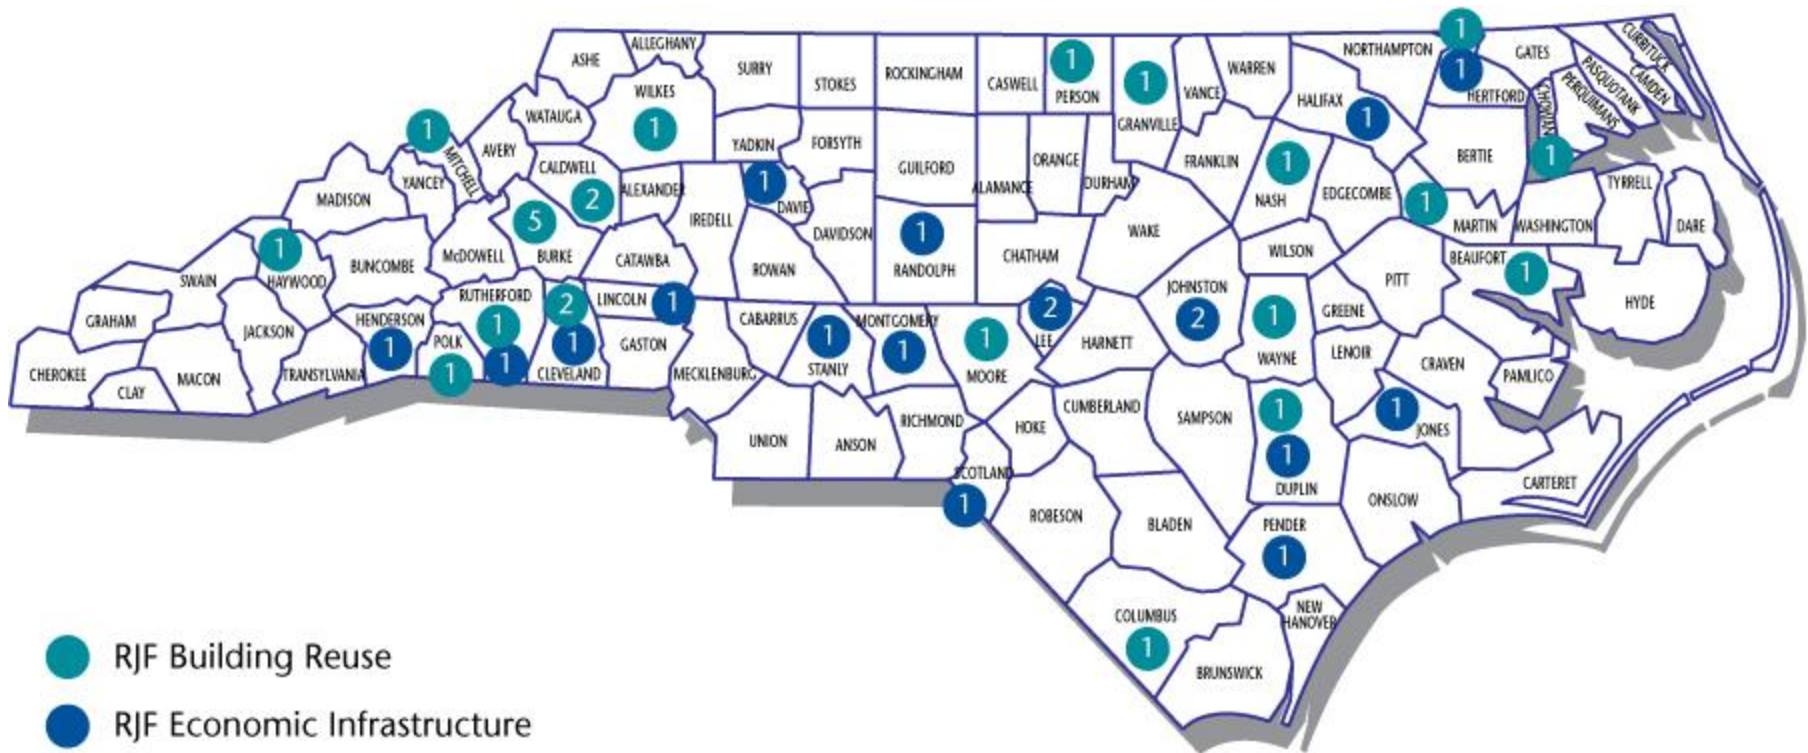 ALLEGHANY
ASHE
SURRY
STOKES
ROCKINGHAM
CASWELL
1
PERSON
1
GRANVILLE
VANCE
WARREN
NORTHAMPTON
1
1
HERTFORD
GATES
CURRITUCK
CAMDEN
PASQUOTANK
PERQUIMANS
CHOWAN
1
WILKES
1
WATAUGA
YADKIN
FORSYTH
GUILFORD
ALAMANCE
ORANGE
DURHAM
FRANKLIN
HALIFAX
1
BERTIE
1
MITCHELL
AVERY
CALDWELL
2
ALEXANDER
1
DAVIE
NASH
1
EDGECOMBE
1
MARTIN
WASHINGTON
TYRRELL
DARE
MADISON
YANCEY
5
BURKE
McDOWELL
IREDELL
DAVIDSON
1
RANDOLPH
CHATHAM
WAKE
WILSON
BEAUFORT
1
HYDE
SWAIN
1
HAYWOOD
BUNCOMBE
CATAWBA
ROWAN
JOHNSTON
2
PITT
GRAHAM
JACKSON
HENDERSON
1
RUTHERFORD
1
1
POLK
1
2
1
CLEVELAND
LINCOLN
1
GASTON
CABARRUS
1
STANLY
MONTGOMERY
1
1
MOORE
2
LEE
HARNETT
1
WAYNE
GREENE
LENOIR
CRAVEN
PAMLICO
CHEROKEE
CLAY
MACON
TRANSYLVANIA
MECKLENBURG
UNION
ANSON
RICHMOND
HOKE
CUMBERLAND
SAMPSON
1
1
DUPLIN
1
JONES
SCOTLAND
1
ROBESON
BLADEN
PENDER
1
ONSLOW
CARTERET
COLUMBUS
1
NEW
HANOVER
BRUNSWICK
RJF Building Reuse
RJF Economic Infrastructure